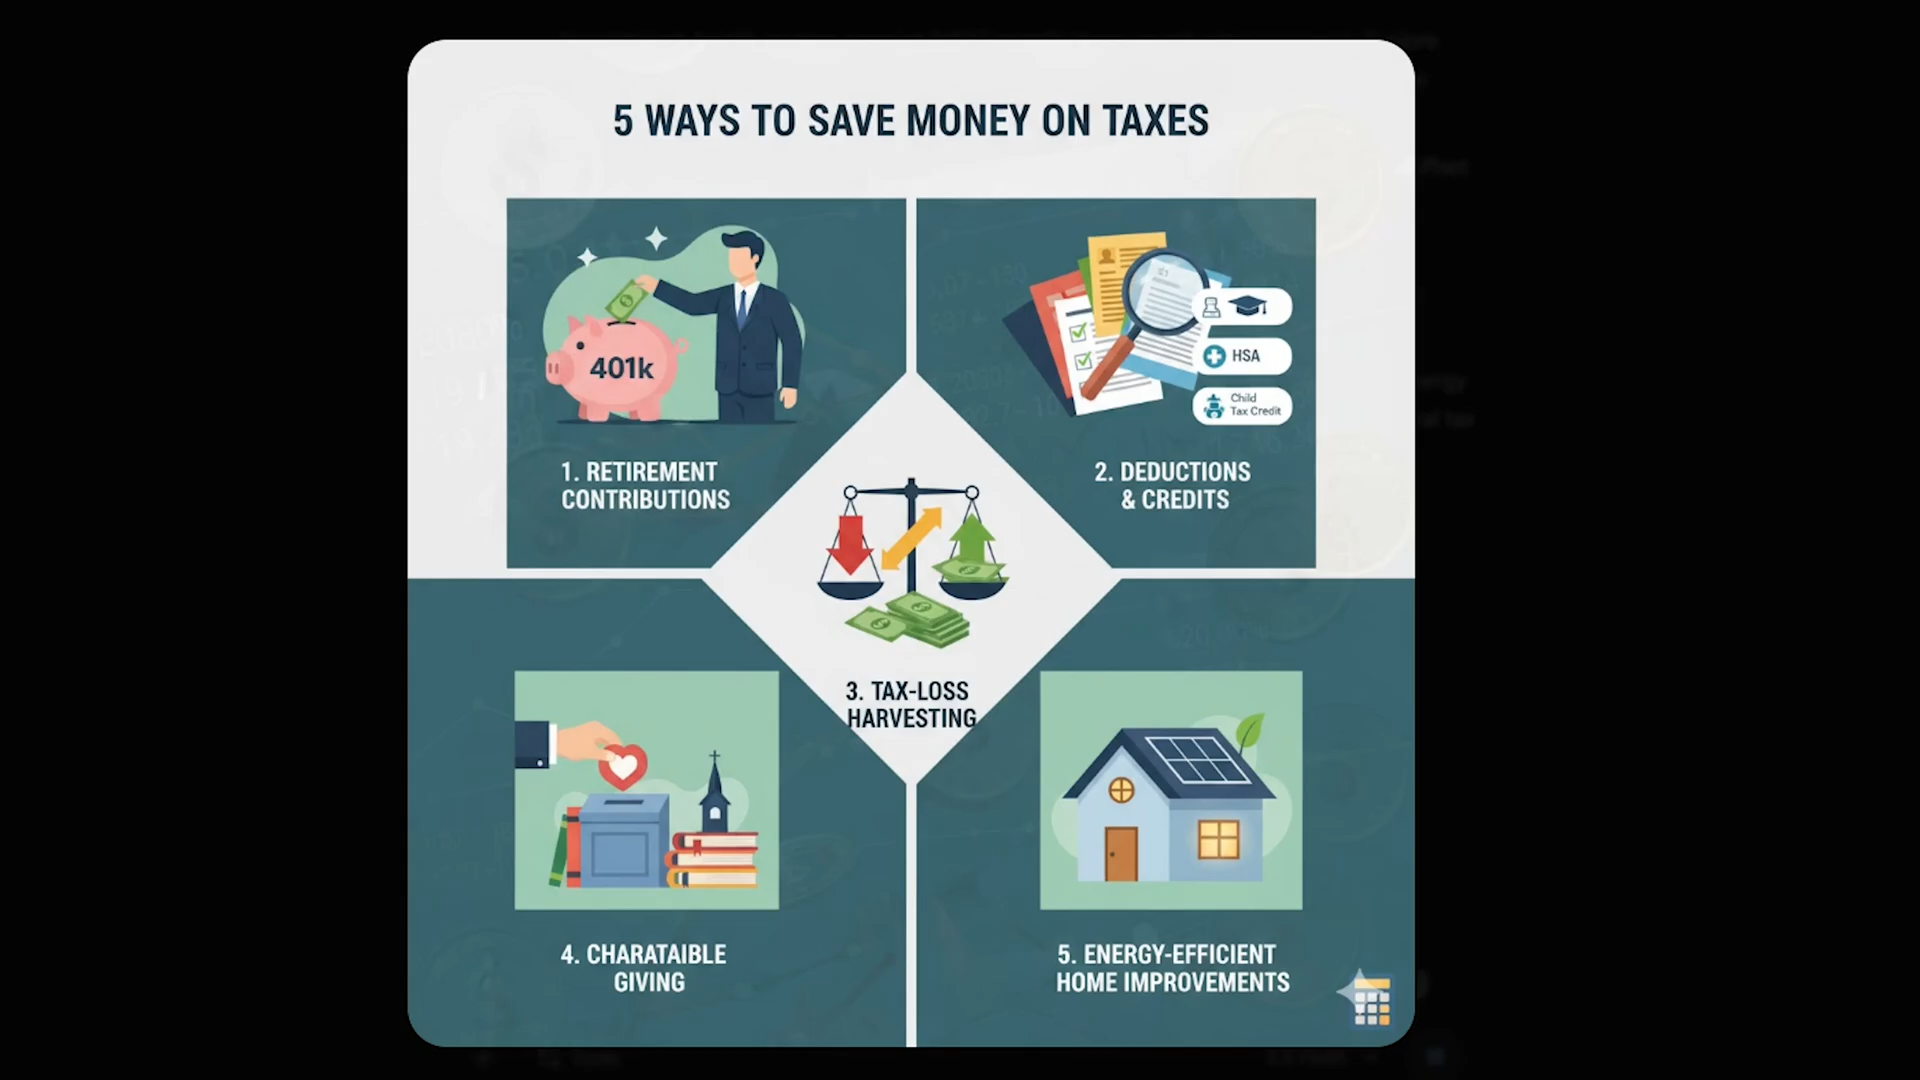 5 WAYS TO SAVE MONEY ON TAXES
401k
HSA
Child
Tax Credit
1. RETIREMENT
CONTRIBUTIONS
2. DEDUCTIONS
& CREDITS
3. TAX-LOSS
HARVESTING
4. CHARATAIBLE
GIVING
5. ENERGY-EFFICIENT
HOME IMPROVEMENTS